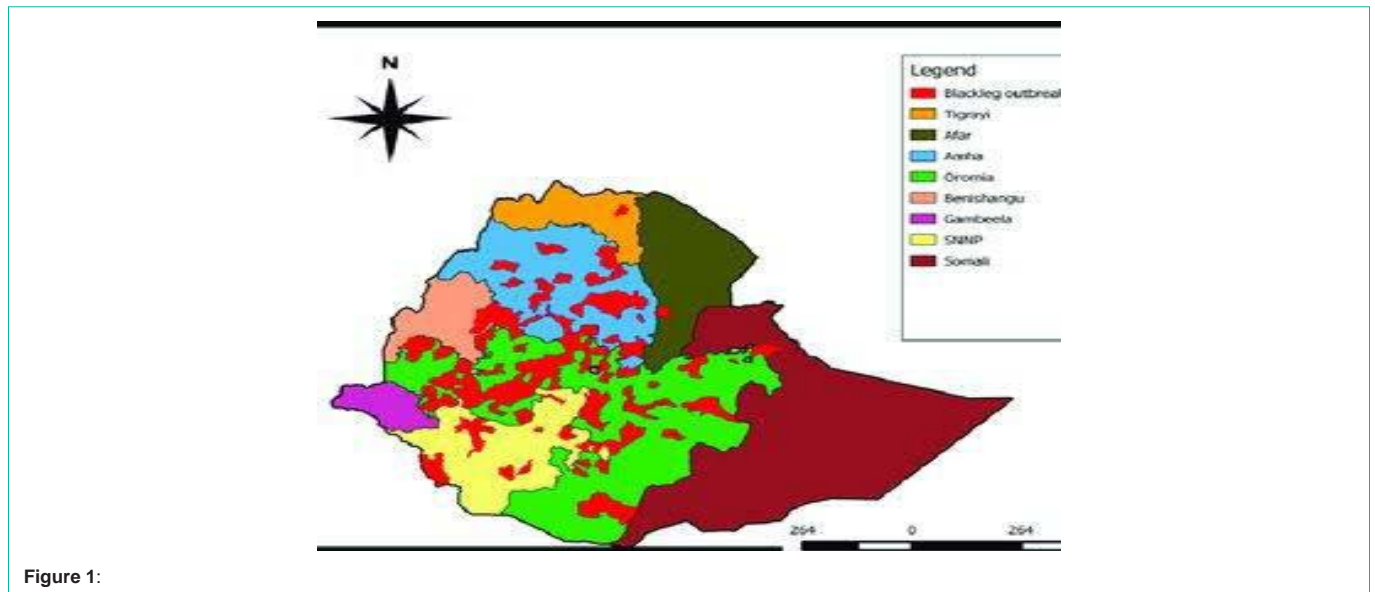 N
Legend
Blackleg outbreal
Tigrayi
Afar
Amha
Oromia
Benishangu
Gambeela
SNNP
Somali
264 0 264
Figure 1: